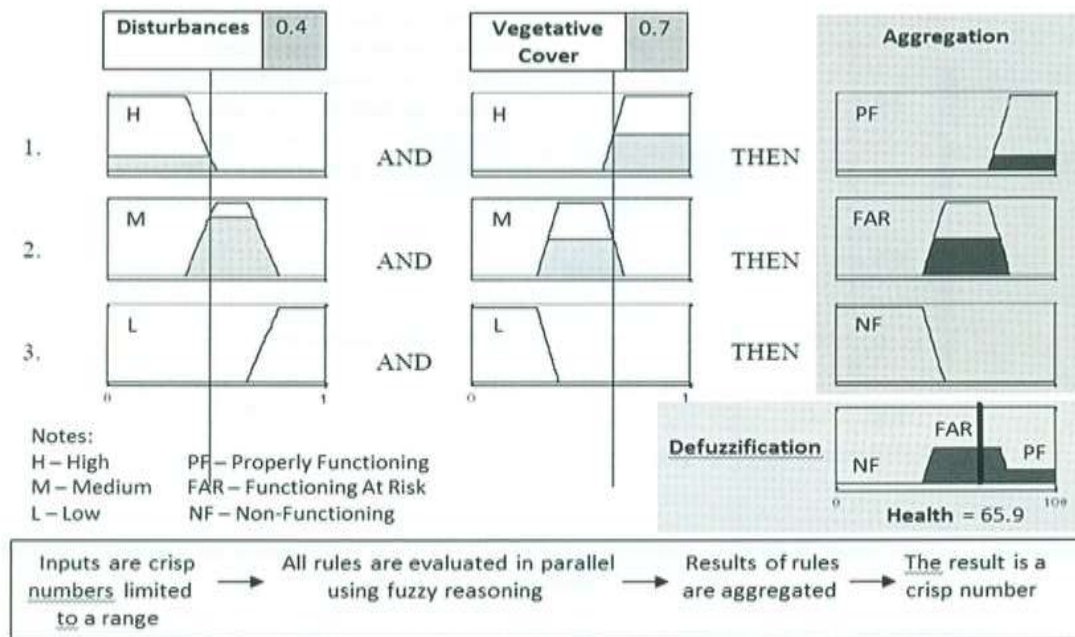 Disturbances 0.4
Vegetative 0.7
Cover
Aggregation
1. H AND H THEN PF
2. M AND M THEN FAR
3. L AND L THEN NF
0 1 1
Notes:
H – High PF – Properly Functioning
M – Medium FAR – Functioning At Risk
L – Low NF – Non-Functioning
Defuzzification
FAR
NF PF
0 100
Health = 65.9
Inputs are crisp
numbers limited
to a range
All rules are evaluated in parallel
using fuzzy reasoning
Results of rules
are aggregated
The result is a
crisp number